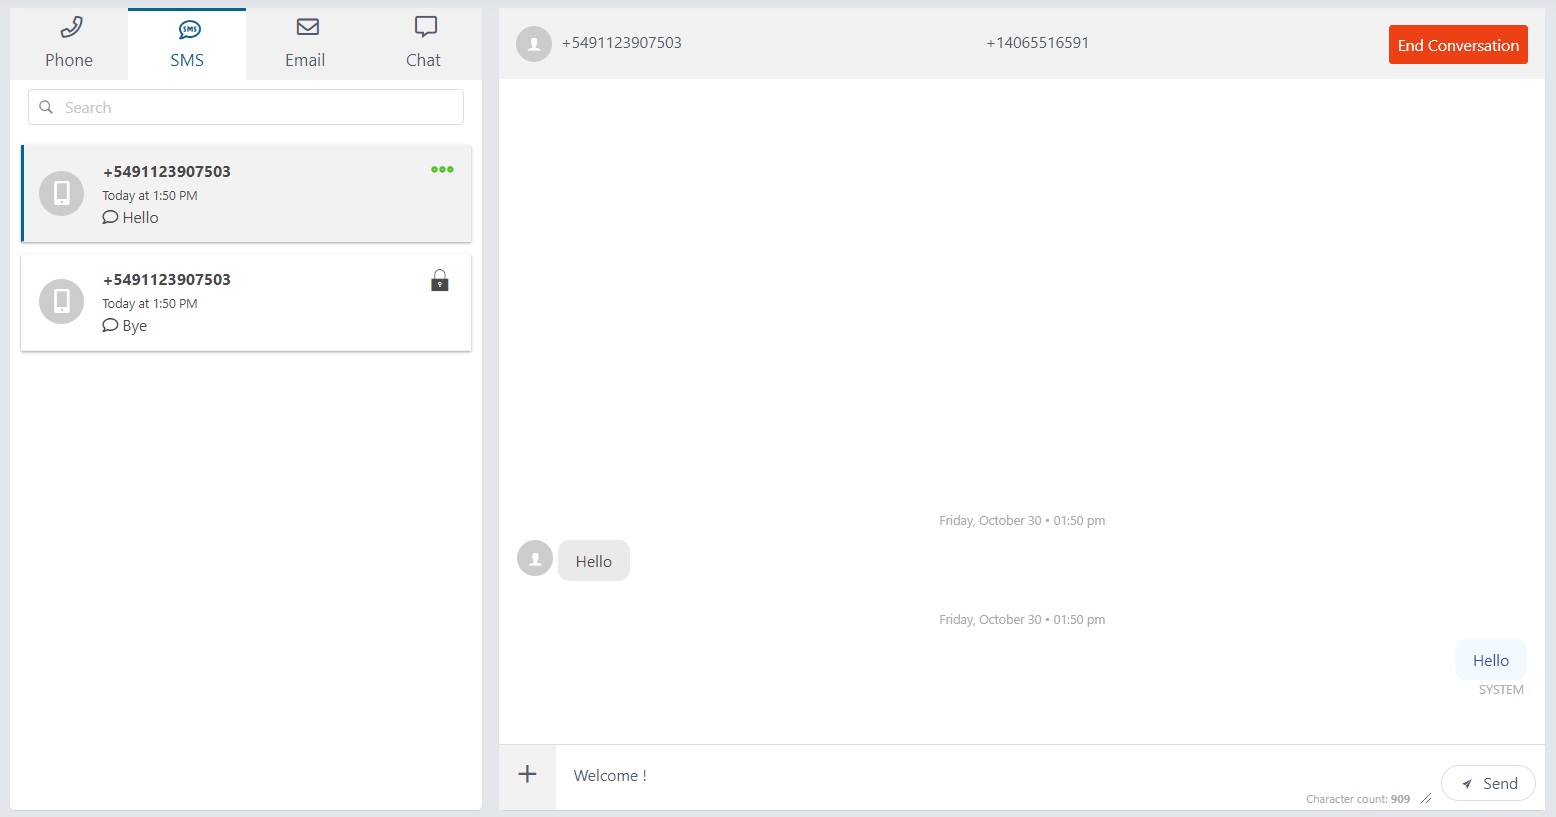 Phone
SMS
Email
Chat
Search
+5491123907503
Today at 1:50 PM
Hello
+5491123907503
Today at 1:50 PM
Bye
+5491123907503
+14065516591
End Conversation
Friday, October 30 • 01:50 pm
Hello
Friday, October 30 • 01:50 pm
Hello
SYSTEM
Welcome !
Character count: 909
Send